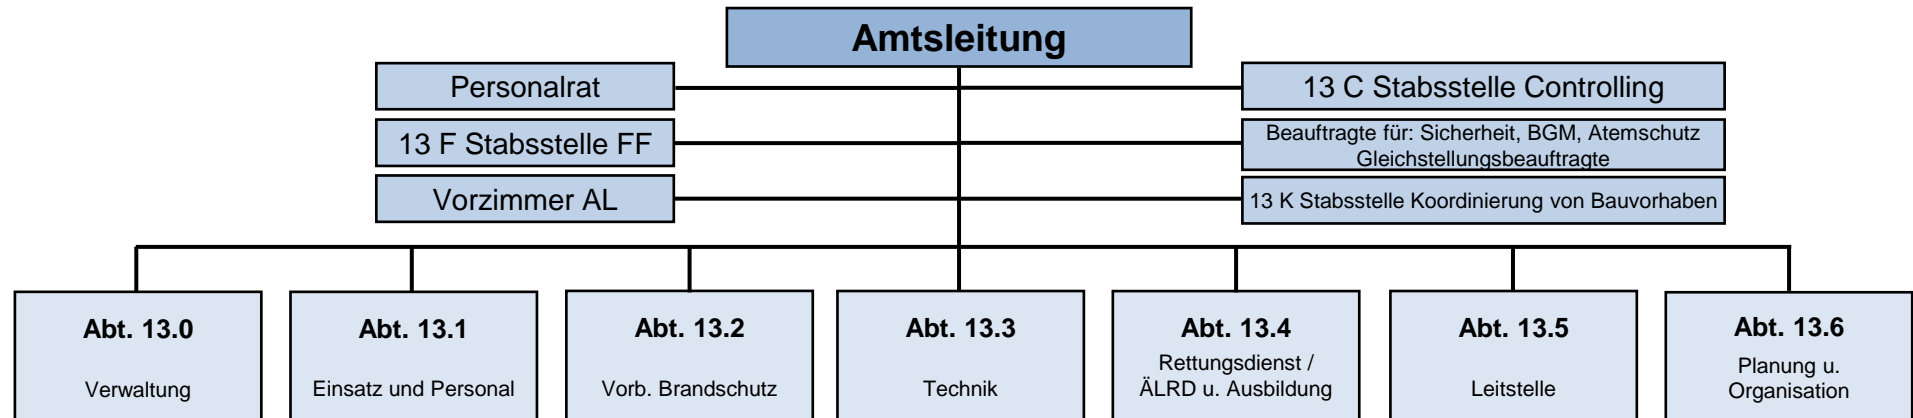 Amtsleitung
Personalrat
13 C Stabsstelle Controlling
13 F Stabsstelle FF
Beauftragte für: Sicherheit, BGM, Atemschutz
Gleichstellungsbeauftragte
Vorzimmer AL
13 K Stabsstelle Koordinierung von Bauvorhaben
Abt. 13.0
Verwaltung
Abt. 13.1
Einsatz und Personal
Abt. 13.2
Vorb. Brandschutz
Abt. 13.3
Technik
Abt. 13.4
Rettungsdienst /
ÄLRD u. Ausbildung
Abt. 13.5
Leitstelle
Abt. 13.6
Planung u.
Organisation